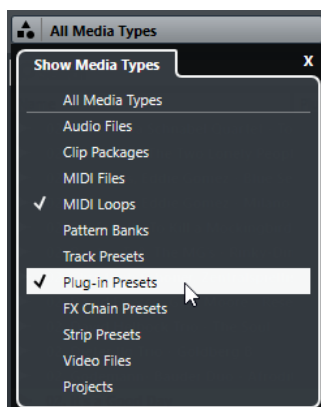 All Media Types
Show Media Types X
All Media Types
Audio Files
Clip Packages
MIDI Files
MIDI Loops
Pattern Banks
Track Presets
Plug-in Presets
FX Chain Presets
Strip Presets
Video Files
Projects